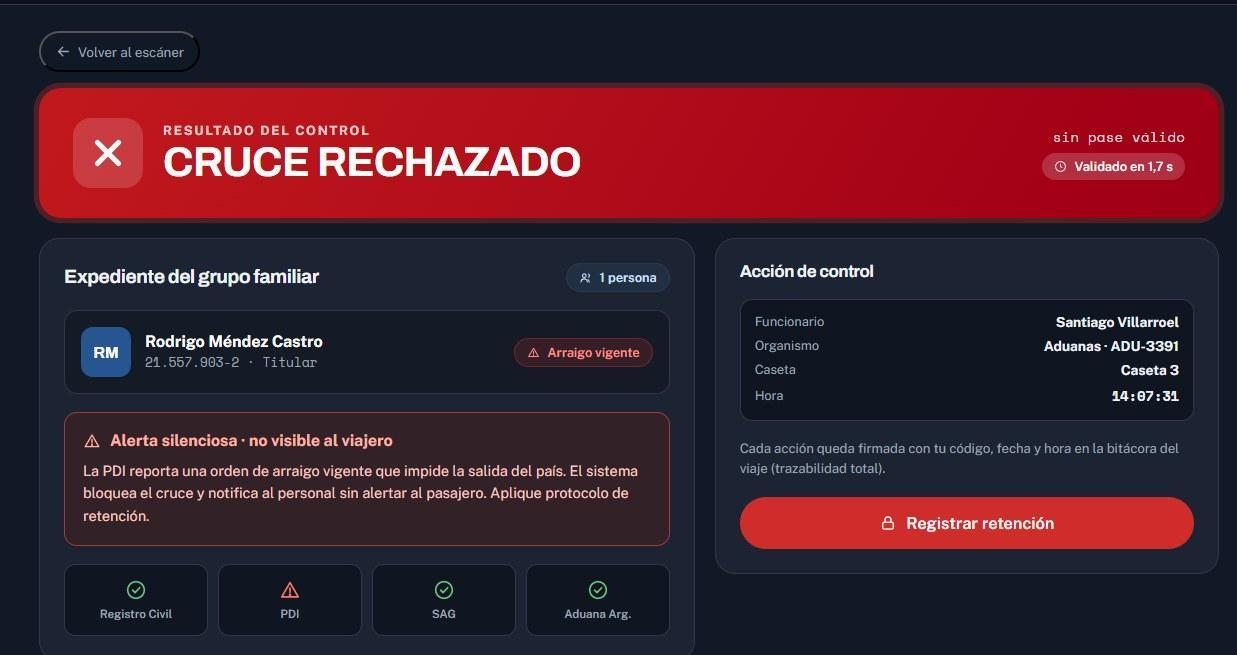 Volver al escáner
RESULTADO DEL CONTROL
CRUCE RECHAZADO
sin pase válido
Validado en 1,7 s
Expediente del grupo familiar
1 persona
RM
Rodrigo Méndez Castro
21.557.903-2 · Titular
Arraigo vigente
Alerta silenciosa · no visible al viajero
La PDI reporta una orden de arraigo vigente que impide la salida del país. El sistema
bloquea el cruce y notifica al personal sin alertar al pasajero. Aplique protocolo de
retención.
Registro Civil
PDI
SAG
Aduana Arg.
Acción de control
Funcionario Santiago Villarroel
Organismo Aduanas · ADU-3391
Caseta Caseta 3
Hora 14:07:31
Cada acción queda firmada con tu código, fecha y hora en la bitácora del
viaje (trazabilidad total).
Registrar retención